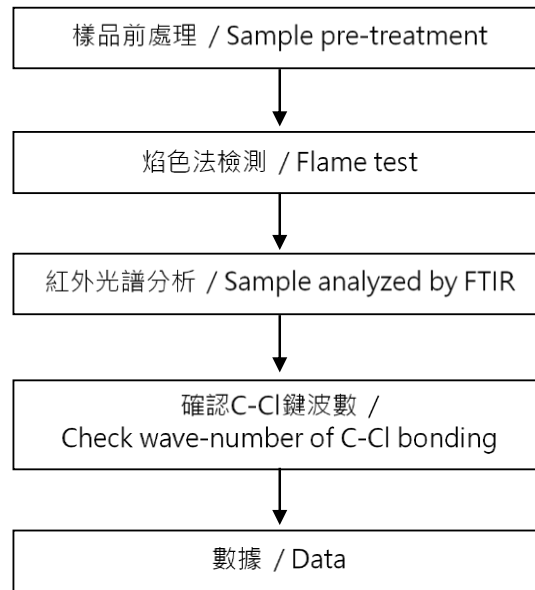 樣品前處理 / Sample pre-treatment
焰色法檢測 / Flame test
紅外光譜分析 / Sample analyzed by FTIR
確認C-Cl鍵波數 /
Check wave-number of C-Cl bonding
數據 / Data